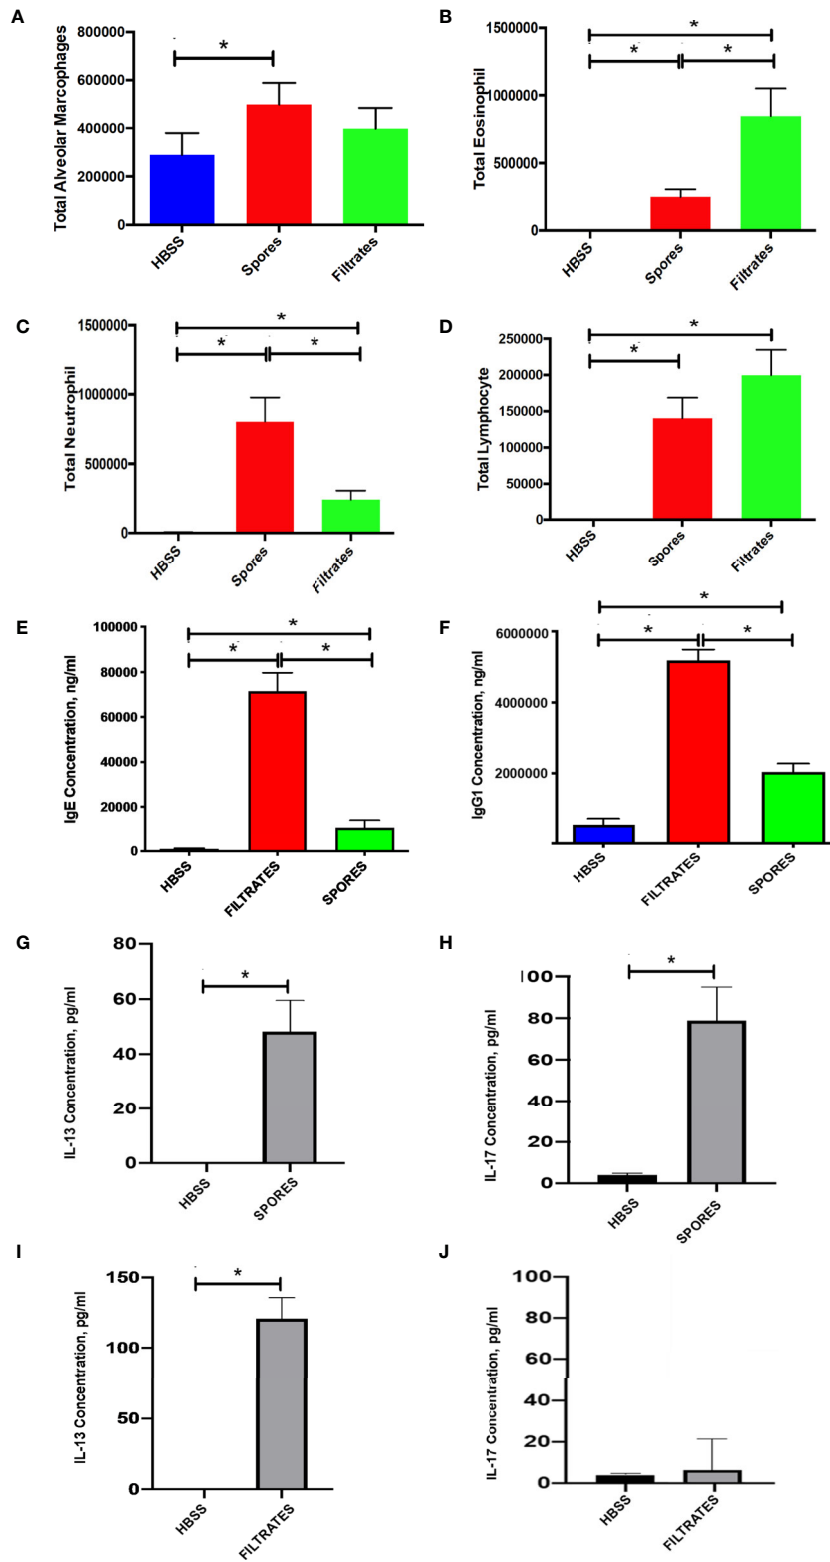 A
Total Alveolar Marcophages
800000
600000
400000
200000
0
*
HBSS
Spores
Filtrates
B
Total Eosinophil
1500000
1000000
500000
0
*
*
*
HBSS
Spores
Filtrates
C
Total Neutrophil
1500000
1000000
500000
0
*
*
*
HBSS
Spores
Filtrates
D
Total Lymphocyte
250000
200000
150000
100000
50000
0
*
*
HBSS
Spores
Filtrates
E
IgE Concentration, ng/ml
100000
80000
60000
40000
20000
0
*
*
*
HBSS
FILTRATES
SPORES
F
IgG1 Concentration, ng/ml
6000000
4000000
2000000
*
*
*
HBSS
FILTRATES
SPORES
G
IL-13 Concentration, pg/ml
80
60
40
20
0
*
HBSS
SPORES
H
IL-17 Concentration, pg/ml
100
80
60
40
20
0
*
HBSS
SPORES
I
IL-13 Concentration, pg/ml
150
100
50
0
*
HBSS
FILTRATES
J
IL-17 Concentration, pg/ml
100
80
60
40
20
0
HBSS
FILTRATES